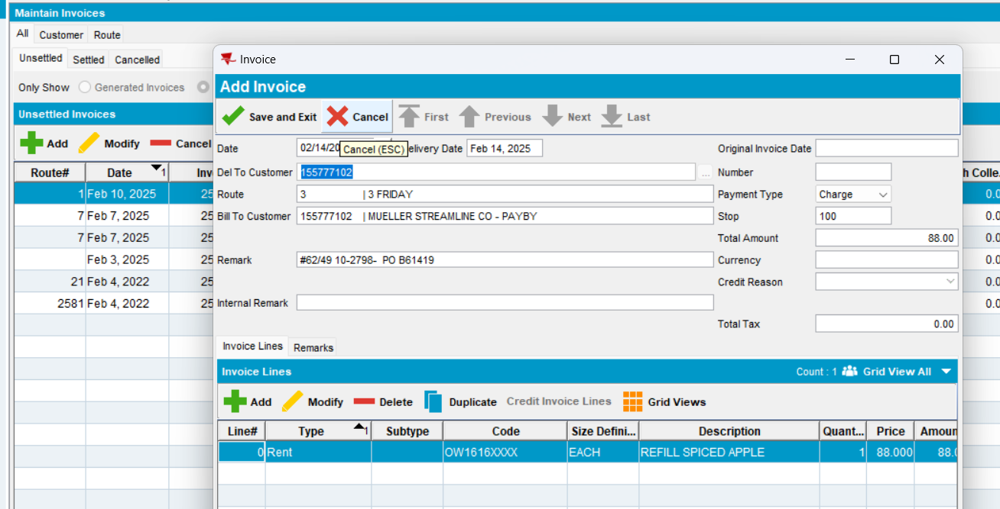 Maintain Invoices
All Customer Route
Unsettled Settled Cancelled
Only Show Generated Invoices
Unsettled Invoices
Add Modify Cancel
Route# Date 1 Inv
1 Feb 10, 2025 25
7 Feb 7, 2025 25
7 Feb 7, 2025 25
Feb 3, 2025 25
21 Feb 4, 2022 25
2581 Feb 4, 2022 25
Invoice
Add Invoice
Save and Exit Cancel First Previous Next Last
Date 02/14/20 Cancel (ESC) elivery Date Feb 14, 2025 Original Invoice Date
Del To Customer 155777102 ... Number
Route 3 | 3 FRIDAY Payment Type Charge
Bill To Customer 155777102 | MUELLER STREAMLINE CO - PAYBY Stop 100
Total Amount 88.00
Remark #62/49 10-2798- PO B61419 Currency
Credit Reason
Internal Remark
Total Tax 0.00
Invoice Lines Remarks
Invoice Lines Count : 1 Grid View All
Add Modify Delete Duplicate Credit Invoice Lines Grid Views
Line# Type 1 Subtype Code Size Defini... Description Quant... Price Amoun
0 Rent OW1616XXXX EACH REFILL SPICED APPLE 1 88.000 88.0
h Colle.
0.0
0.0
0.0
0.0
0.0
0.0